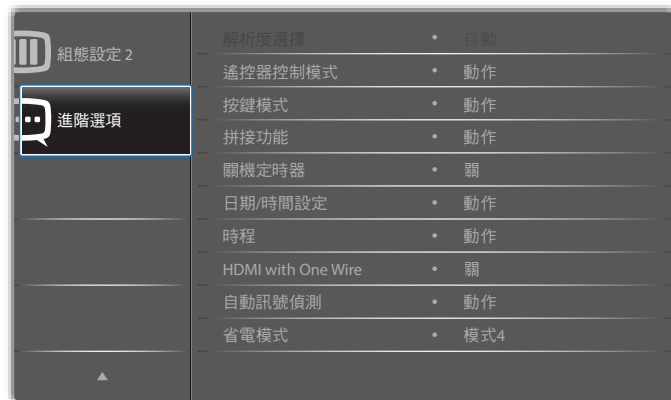 組態設定 2
進階選項
解析度選擇 • 自動
遙控器控制模式 • 動作
按鍵模式 • 動作
拼接功能 • 動作
關機定時器 • 關
日期/時間設定 • 動作
時程 • 動作
HDMI with One Wire • 關
自動訊號偵測 • 動作
省電模式 • 模式4